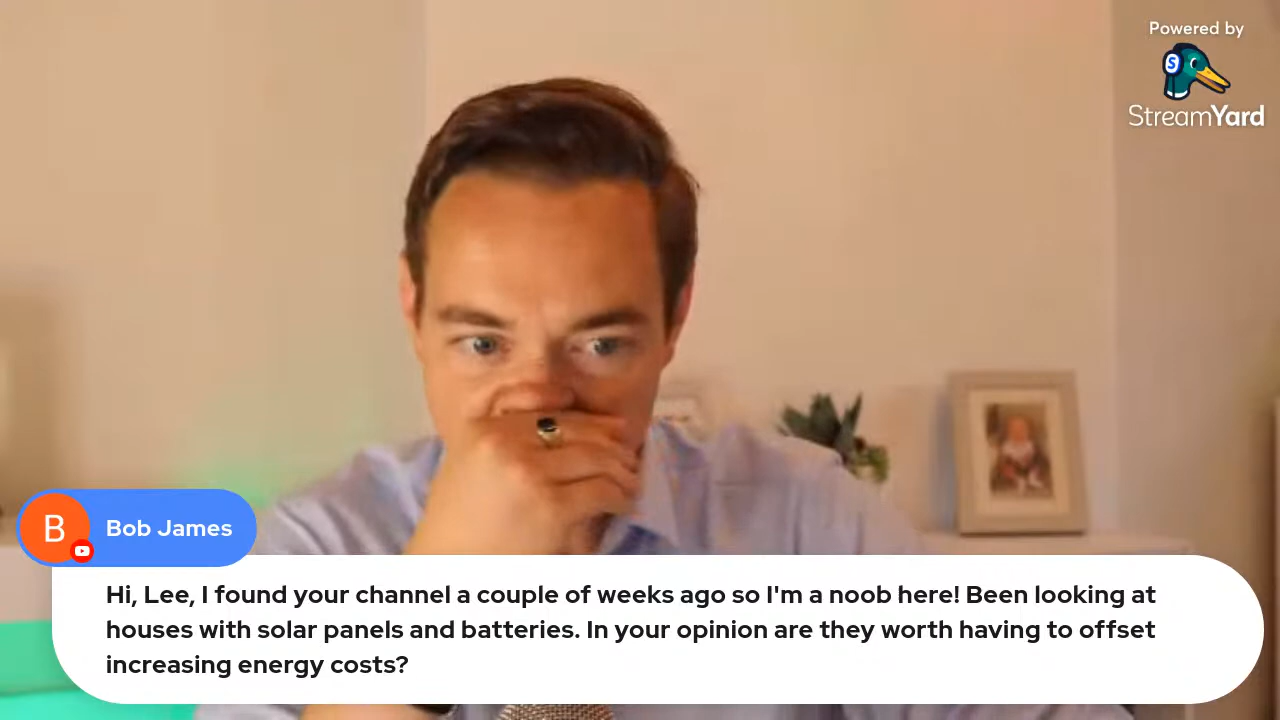 Powered by
S
StreamYard
B
Bob James
Hi, Lee, I found your channel a couple of weeks ago so I'm a noob here! Been looking at
houses with solar panels and batteries. In your opinion are they worth having to offset
increasing energy costs?